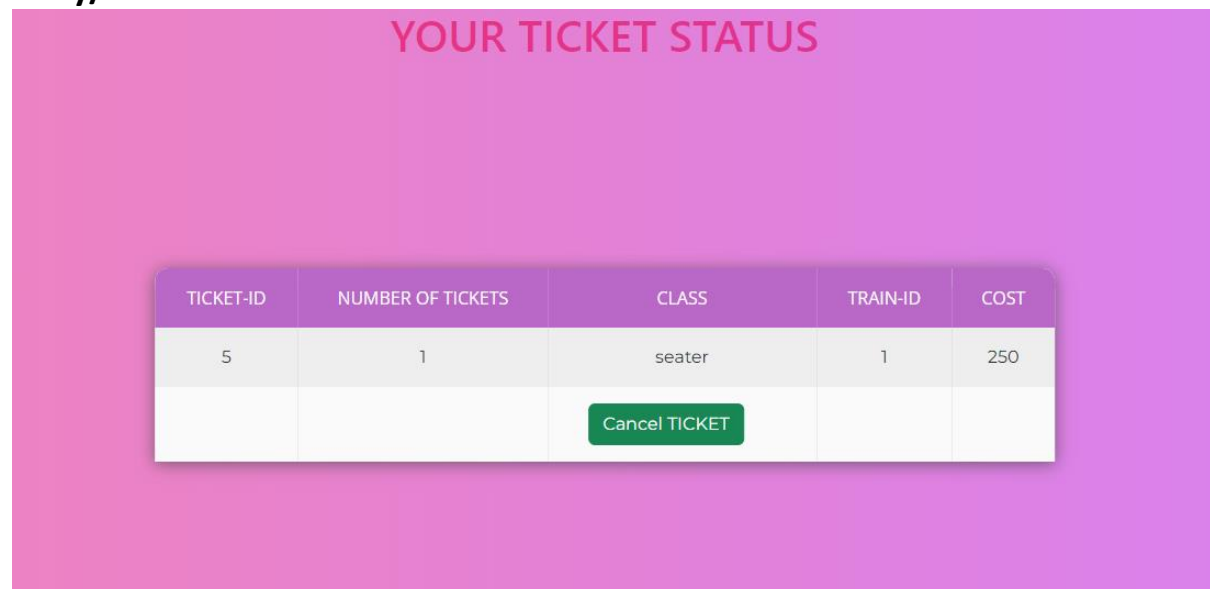 YOUR TICKET STATUS
TICKET-ID NUMBER OF TICKETS CLASS TRAIN-ID COST
5 1 seater 1 250
Cancel TICKET